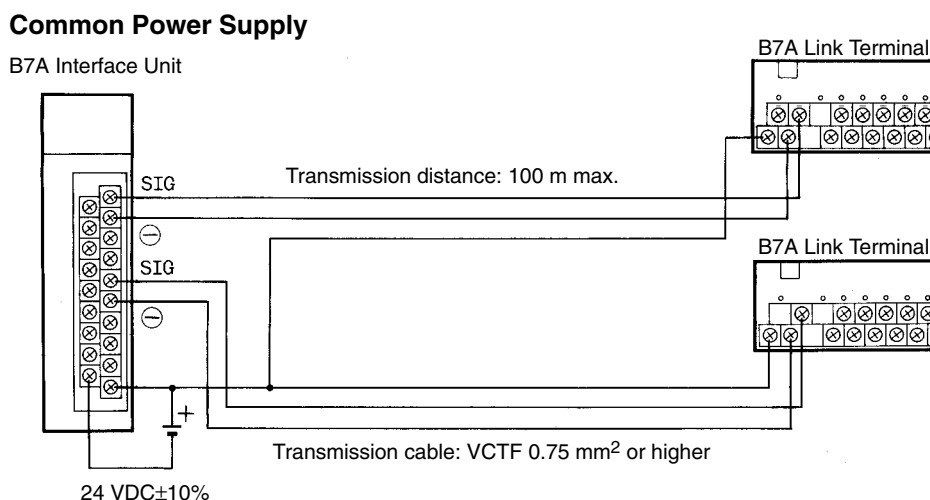 Common Power Supply
B7A Interface Unit
B7A Link Terminal
SIG
Transmission distance: 100 m max.
⊖
SIG
B7A Link Terminal
⊖
+
Transmission cable: VCTF 0.75 mm² or higher
24 VDC±10%